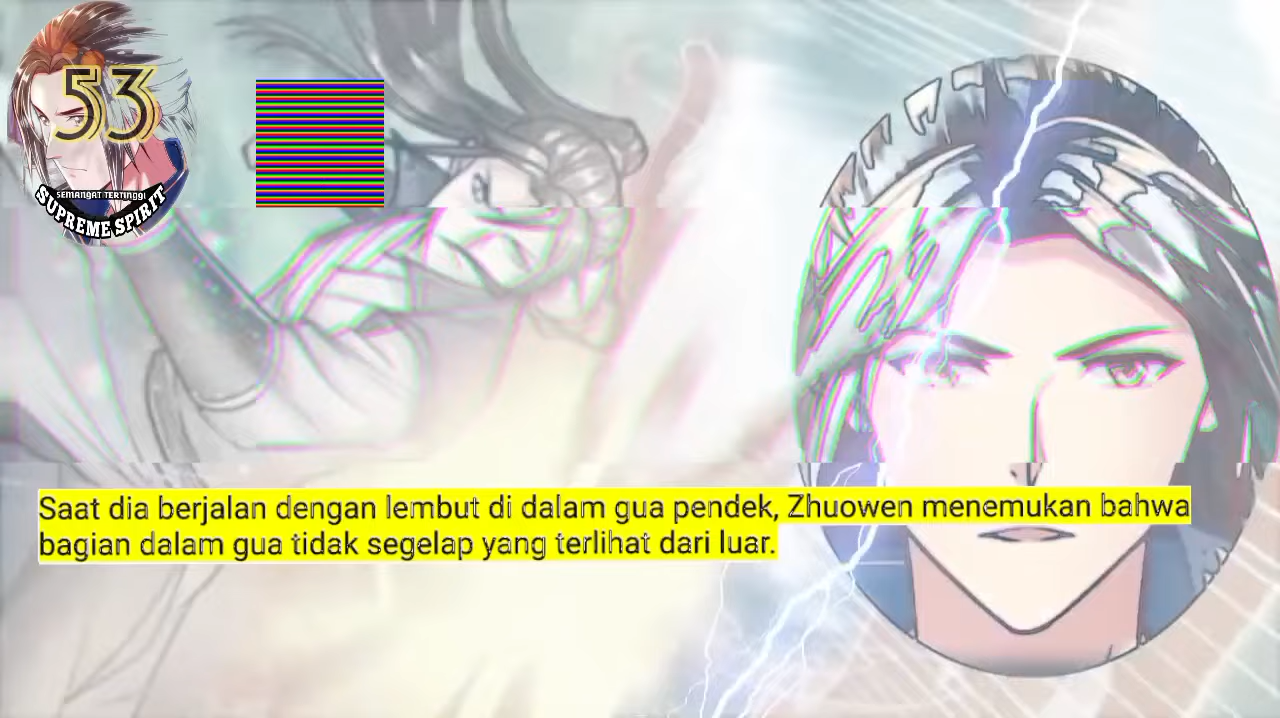 53
SEMANGAT TERTINGGI
SUPREME SPIRIT
Saat dia berjalan dengan lembut di dalam gua pendek, Zhuowen menemukan bahwa
bagian dalam gua tidak segelap yang terlihat dari luar.